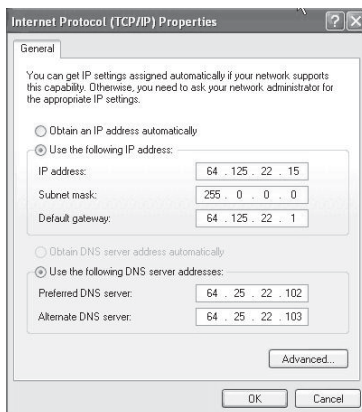 Internet Protocol (TCP/IP) Properties
General
You can get IP settings assigned automatically if your network supports
this capability. Otherwise, you need to ask your network administrator for
the appropriate IP settings.
Obtain an IP address automatically
Use the following IP address:
IP address: 64 . 125 . 22 . 15
Subnet mask: 255 . 0 . 0 . 0
Default gateway: 64 . 125 . 22 . 1
Obtain DNS server address automatically
Use the following DNS server addresses:
Preferred DNS server: 64 . 25 . 22 . 102
Alternate DNS server: 64 . 25 . 22 . 103
Advanced...
OK Cancel